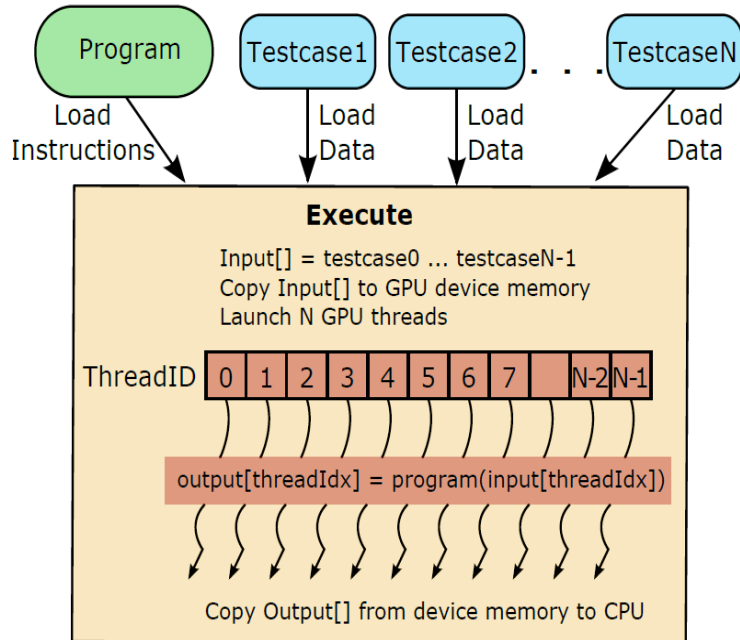 Program
Testcase1
Testcase2
. . .
TestcaseN
Load
Instructions
Load
Data
Load
Data
Load
Data
Execute
Input[] = testcase0 ... testcaseN-1
Copy Input[] to GPU device memory
Launch N GPU threads
ThreadID 0 1 2 3 4 5 6 7 N-2 N-1
output[threadIdx] = program(input[threadIdx])
Copy Output[] from device memory to CPU